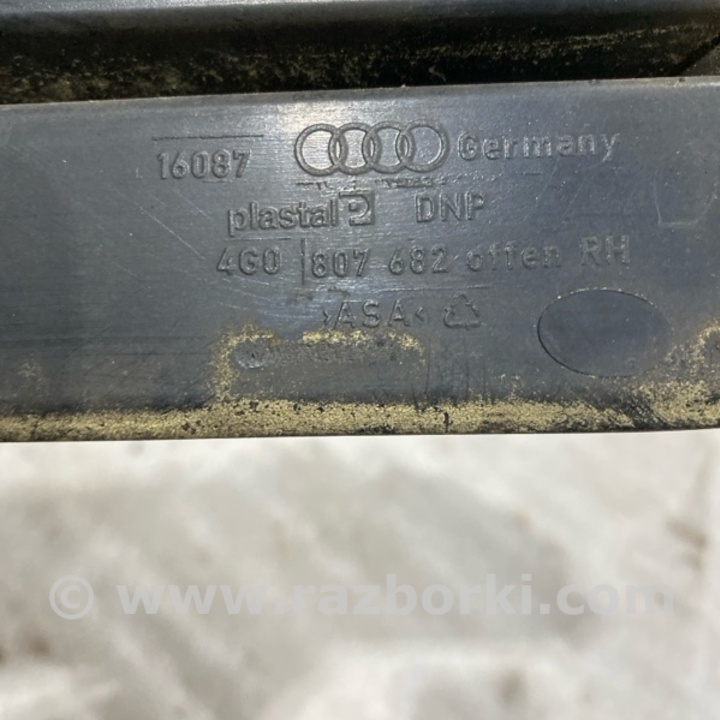 16087 Germany
plastal DNP
4G0 807 682 offen RH
>ASA<
© www.razborki.com